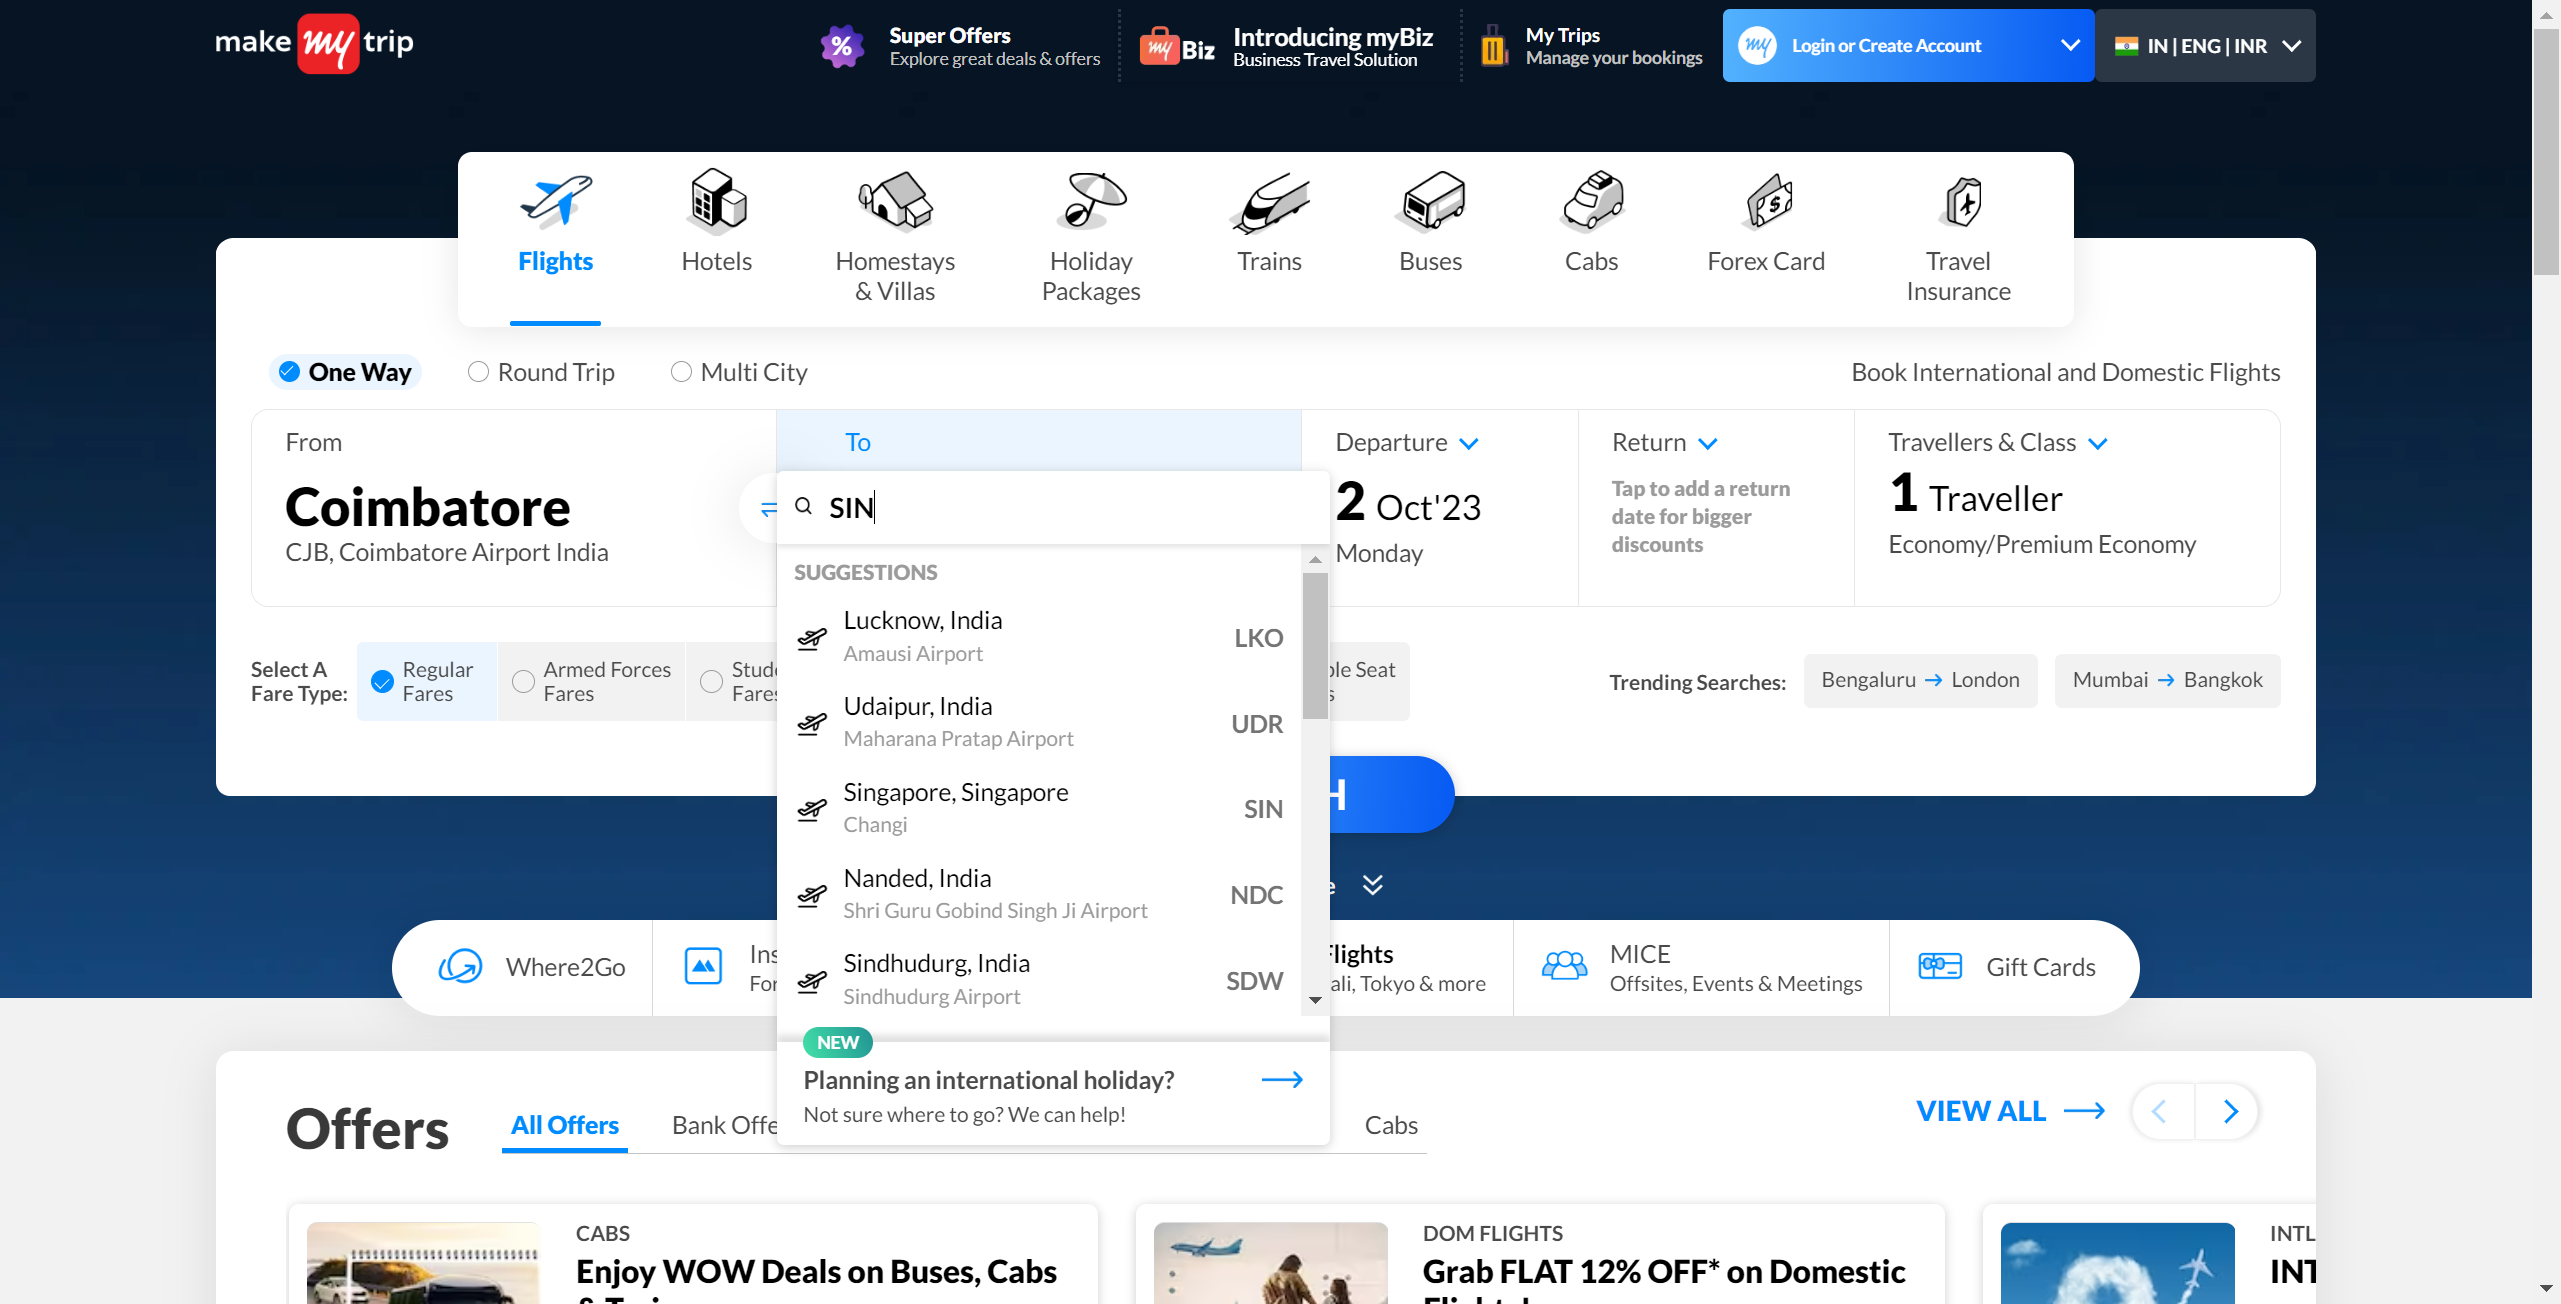 make my trip
Super Offers
Explore great deals & offers
my Biz
Introducing myBiz
Business Travel Solution
My Trips
Manage your bookings
my
Login or Create Account
IN | ENG | INR
Flights
Hotels
Homestays
& Villas
Holiday
Packages
Trains
Buses
Cabs
Forex Card
Travel
Insurance
One Way
Round Trip
Multi City
Book International and Domestic Flights
From
Coimbatore
CJB, Coimbatore Airport India
To
SIN
Departure
2 Oct'23
Monday
Return
Tap to add a return
date for bigger
discounts
Travellers & Class
1 Traveller
Economy/Premium Economy
SUGGESTIONS
Lucknow, India
Amausi Airport
LKO
Udaipur, India
Maharana Pratap Airport
UDR
Singapore, Singapore
Changi
SIN
Nanded, India
Shri Guru Gobind Singh Ji Airport
NDC
Sindhudurg, India
Sindhudurg Airport
SDW
NEW
Planning an international holiday?
Not sure where to go? We can help!
Select A
Fare Type:
Regular
Fares
Armed Forces
Fares
Seat
Trending Searches:
Bengaluru → London
Mumbai → Bangkok
H
Where2Go
Flights
Tokyo & more
MICE
Offsites, Events & Meetings
Gift Cards
Offers
All Offers
Bank Offe
Cabs
VIEW ALL
CABS
Enjoy WOW Deals on Buses, Cabs
DOM FLIGHTS
Grab FLAT 12% OFF* on Domestic
INTL
INT